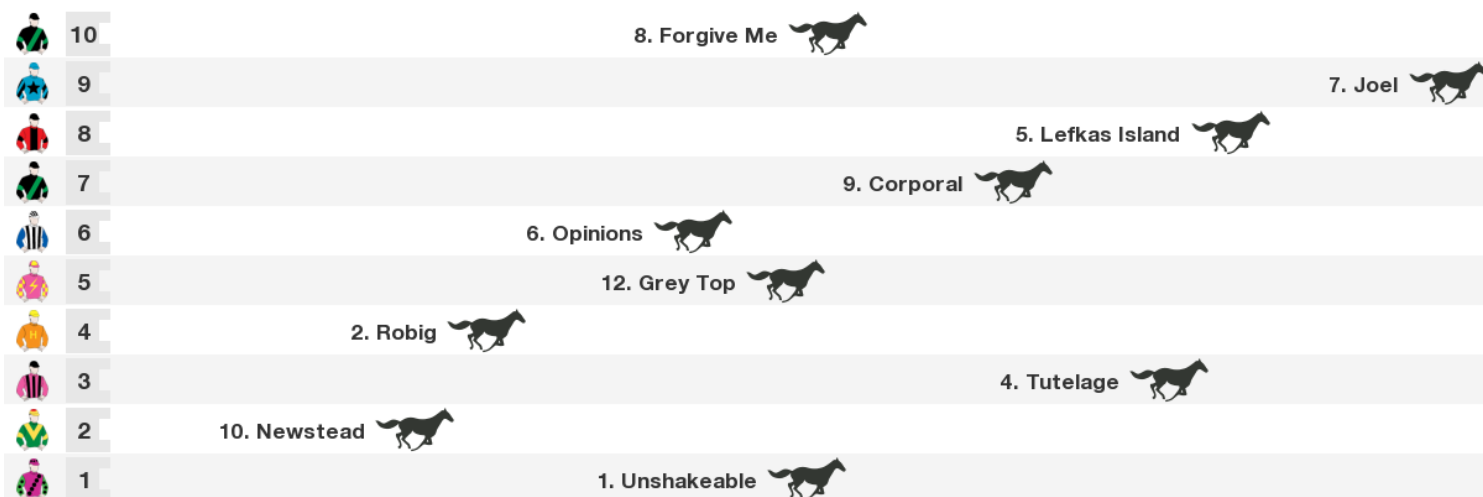 10 8. Forgive Me
9 7. Joel
8 5. Lefkas Island
7 9. Corporal
6 6. Opinions
5 12. Grey Top
H 4 2. Robig
3 4. Tutelage
2 10. Newstead
1 1. Unshakeable